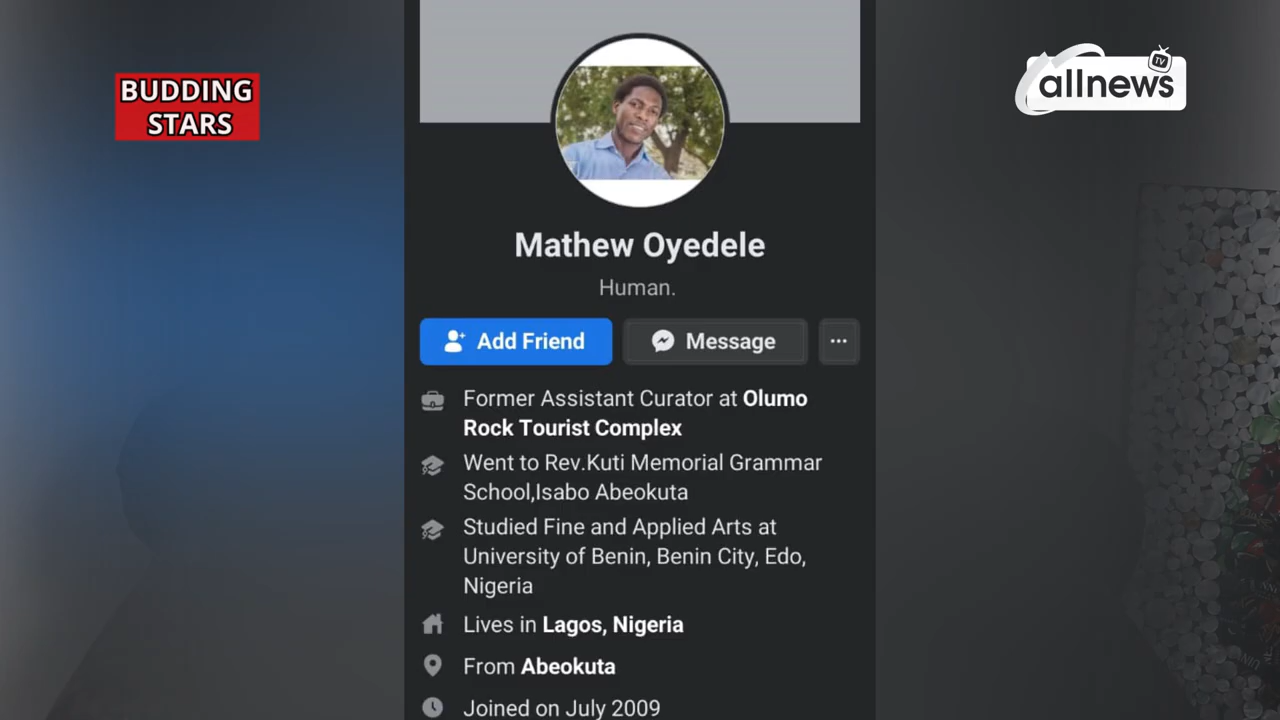 BUDDING
STARS
allnews
TV
Mathew Oyedele
Human.
Add Friend
Message
Former Assistant Curator at Olumo
Rock Tourist Complex
Went to Rev.Kuti Memorial Grammar
School,Isabo Abeokuta
Studied Fine and Applied Arts at
University of Benin, Benin City, Edo,
Nigeria
Lives in Lagos, Nigeria
From Abeokuta
Joined on July 2009